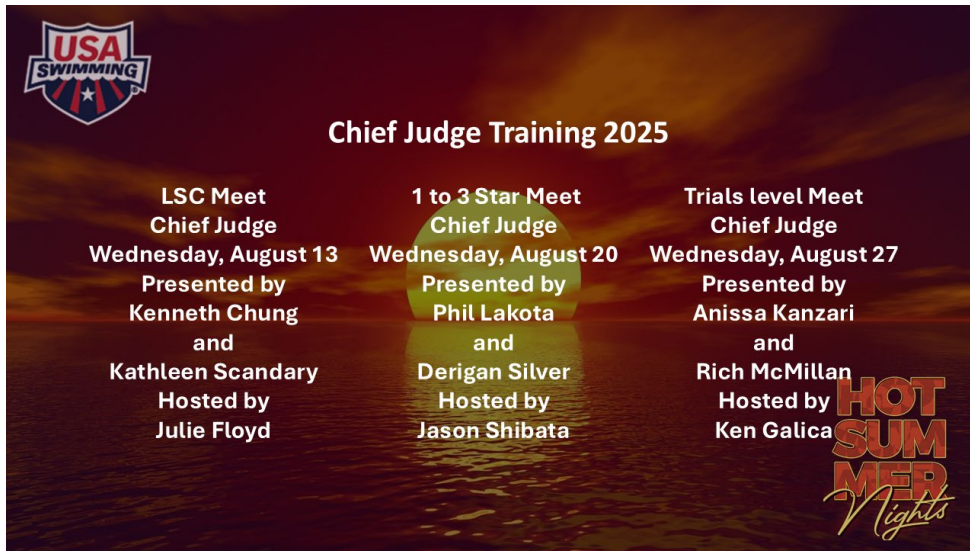 USA
SWIMMING
Chief Judge Training 2025
LSC Meet
Chief Judge
Wednesday, August 13
Presented by
Kenneth Chung
and
Kathleen Scandary
Hosted by
Julie Floyd
1 to 3 Star Meet
Chief Judge
Wednesday, August 20
Presented by
Phil Lakota
and
Derigan Silver
Hosted by
Jason Shibata
Trials level Meet
Chief Judge
Wednesday, August 27
Presented by
Anissa Kanzari
and
Rich McMillan
Hosted by
Ken Galica
HOT
SUM
MER
Nights